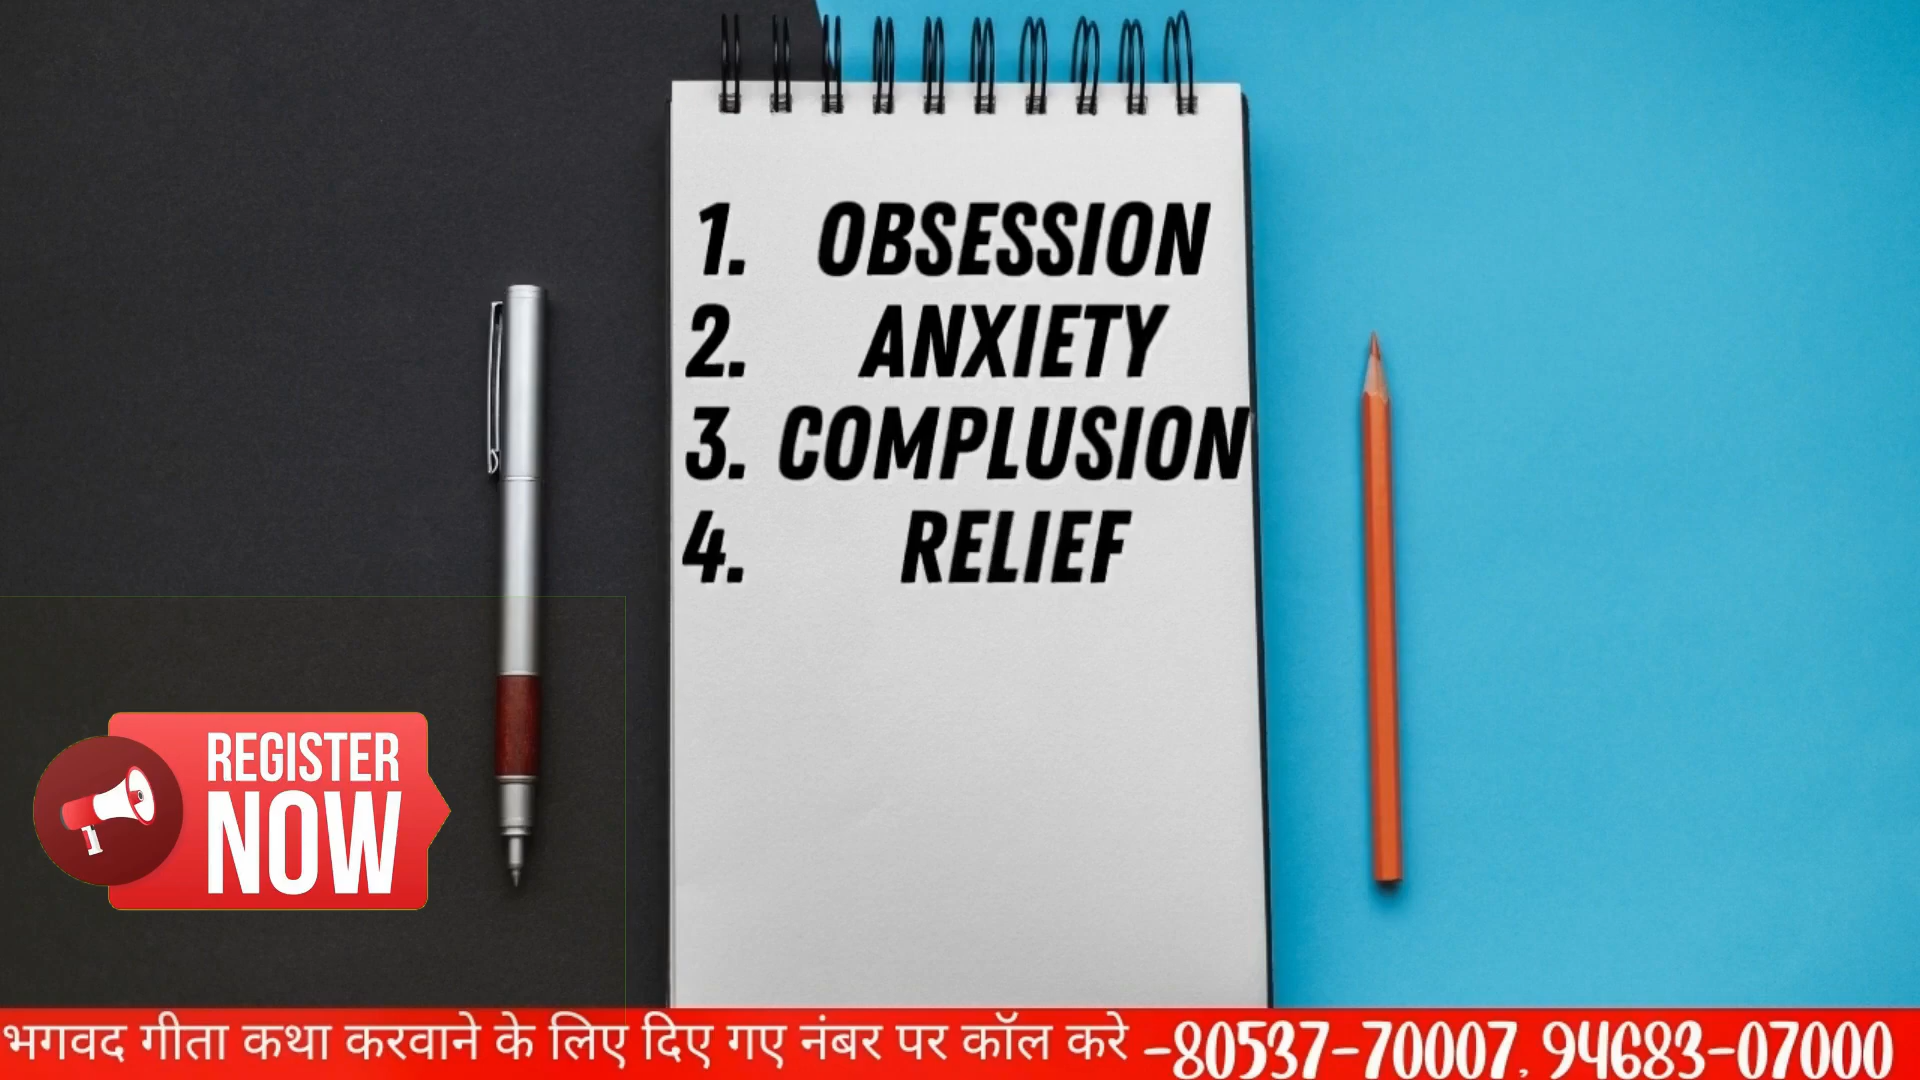 1. OBSESSION
2. ANXIETY
3. COMPLUSION
4. RELIEF
REGISTER
NOW
भगवद गीता कथा करवाने के लिए दिए गए नंबर पर कॉल करे -80537-70007, 94683-07000